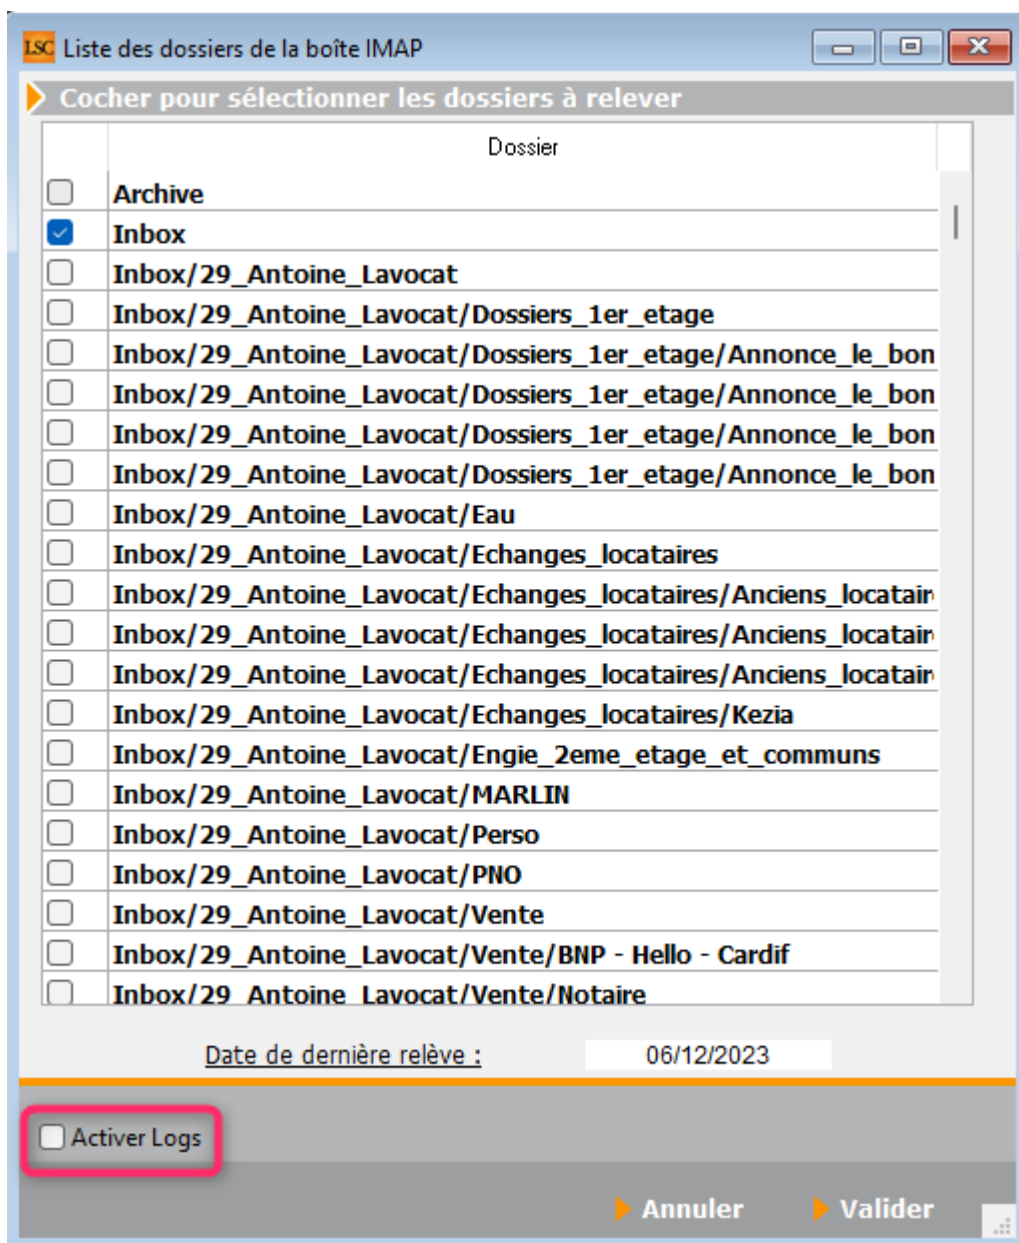 LSC Liste des dossiers de la boîte IMAP
Cocher pour sélectionner les dossiers à relever
Dossier
Archive
Inbox
Inbox/29_Antoine_Lavocat
Inbox/29_Antoine_Lavocat/Dossiers_1er_etage
Inbox/29_Antoine_Lavocat/Dossiers_1er_etage/Annonce_le_bon
Inbox/29_Antoine_Lavocat/Dossiers_1er_etage/Annonce_le_bon
Inbox/29_Antoine_Lavocat/Dossiers_1er_etage/Annonce_le_bon
Inbox/29_Antoine_Lavocat/Dossiers_1er_etage/Annonce_le_bon
Inbox/29_Antoine_Lavocat/Eau
Inbox/29_Antoine_Lavocat/Echanges_locataires
Inbox/29_Antoine_Lavocat/Echanges_locataires/Anciens_locatair
Inbox/29_Antoine_Lavocat/Echanges_locataires/Anciens_locatair
Inbox/29_Antoine_Lavocat/Echanges_locataires/Anciens_locatair
Inbox/29_Antoine_Lavocat/Echanges_locataires/Kezia
Inbox/29_Antoine_Lavocat/Engie_2eme_etage_et_communs
Inbox/29_Antoine_Lavocat/MARLIN
Inbox/29_Antoine_Lavocat/Perso
Inbox/29_Antoine_Lavocat/PNO
Inbox/29_Antoine_Lavocat/Vente
Inbox/29_Antoine_Lavocat/Vente/BNP - Hello - Cardif
Inbox/29_Antoine_Lavocat/Vente/Notaire
Date de dernière relève : 06/12/2023
Activer Logs
Annuler Valider